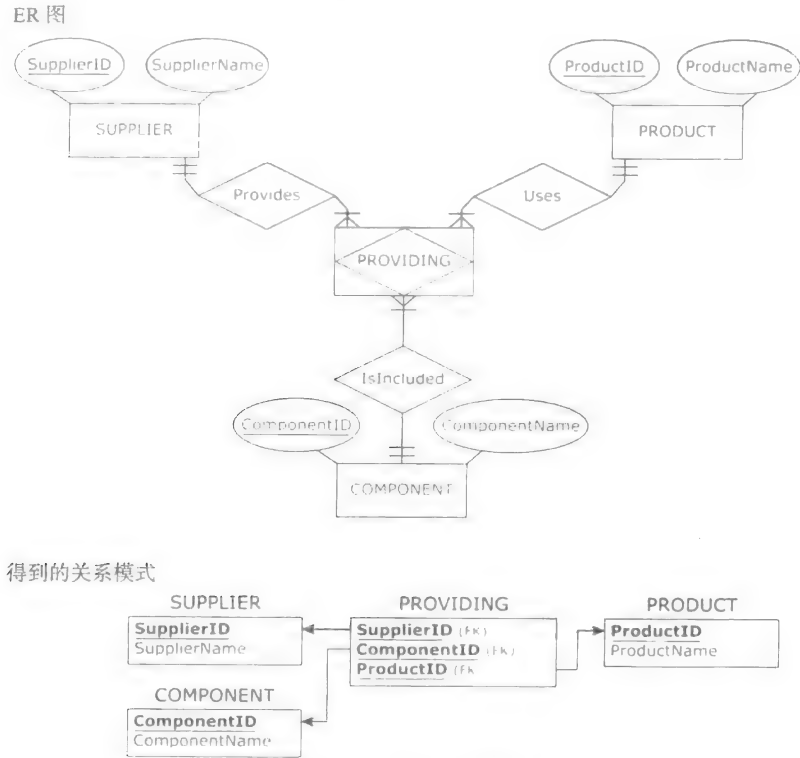 ER 图
SupplierID
SupplierName
ProductID
ProductName
SUPPLIER
PRODUCT
Provides
Uses
PROVIDING
IsIncluded
ComponentID
ComponentName
COMPONENT
得到的关系模式
SUPPLIER
PROVIDING
PRODUCT
SupplierID
SupplierName
SupplierID (FK)
ComponentID (FK)
ProductID (FK
ProductID
ProductName
COMPONENT
ComponentID
ComponentName